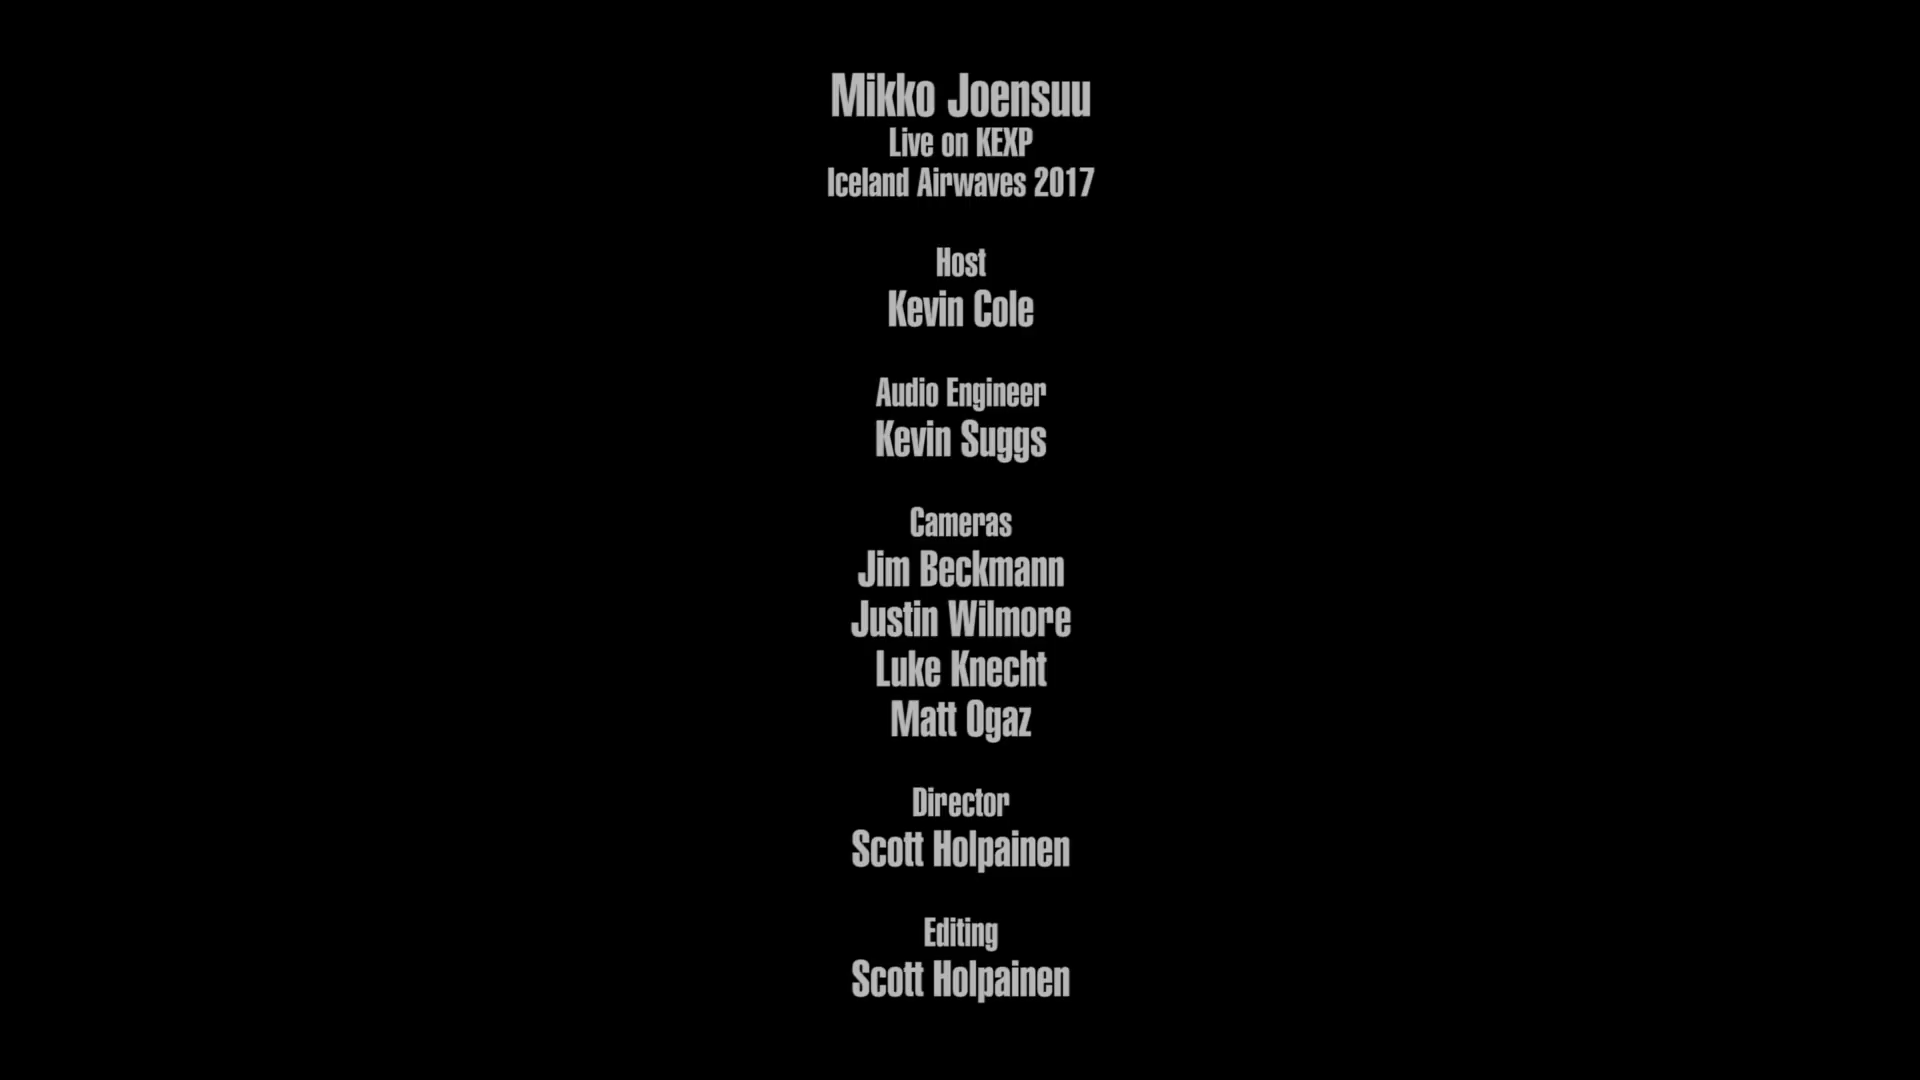 Mikko Joensuu
Live on KEXP
Iceland Airwaves 2017
Host
Kevin Cole
Audio Engineer
Kevin Suggs
Cameras
Jim Beckmann
Justin Wilmore
Luke Knecht
Matt Ogaz
Director
Scott Holpainen
Editing
Scott Holpainen